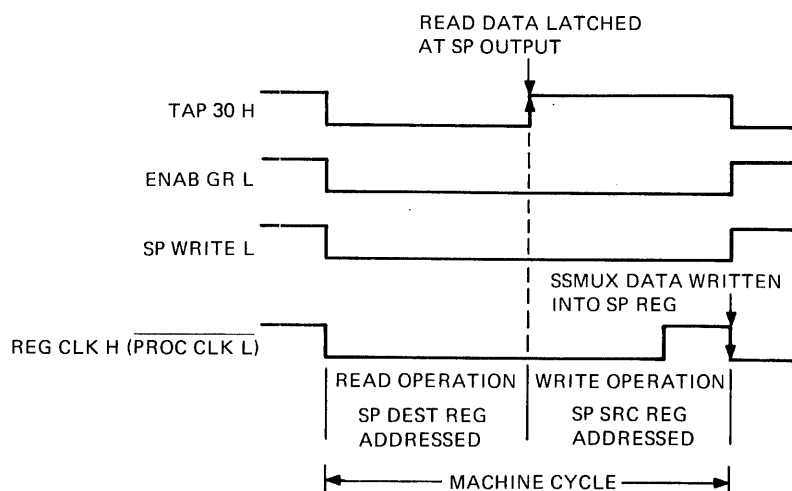 READ DATA LATCHED
AT SP OUTPUT
TAP 30 H
ENAB GR L
SP WRITE L
SSMUX DATA WRITTEN
INTO SP REG
REG CLK H (PROC CLK L)
READ OPERATION
WRITE OPERATION
SP DEST REG
ADDRESSED
SP SRC REG
ADDRESSED
MACHINE CYCLE